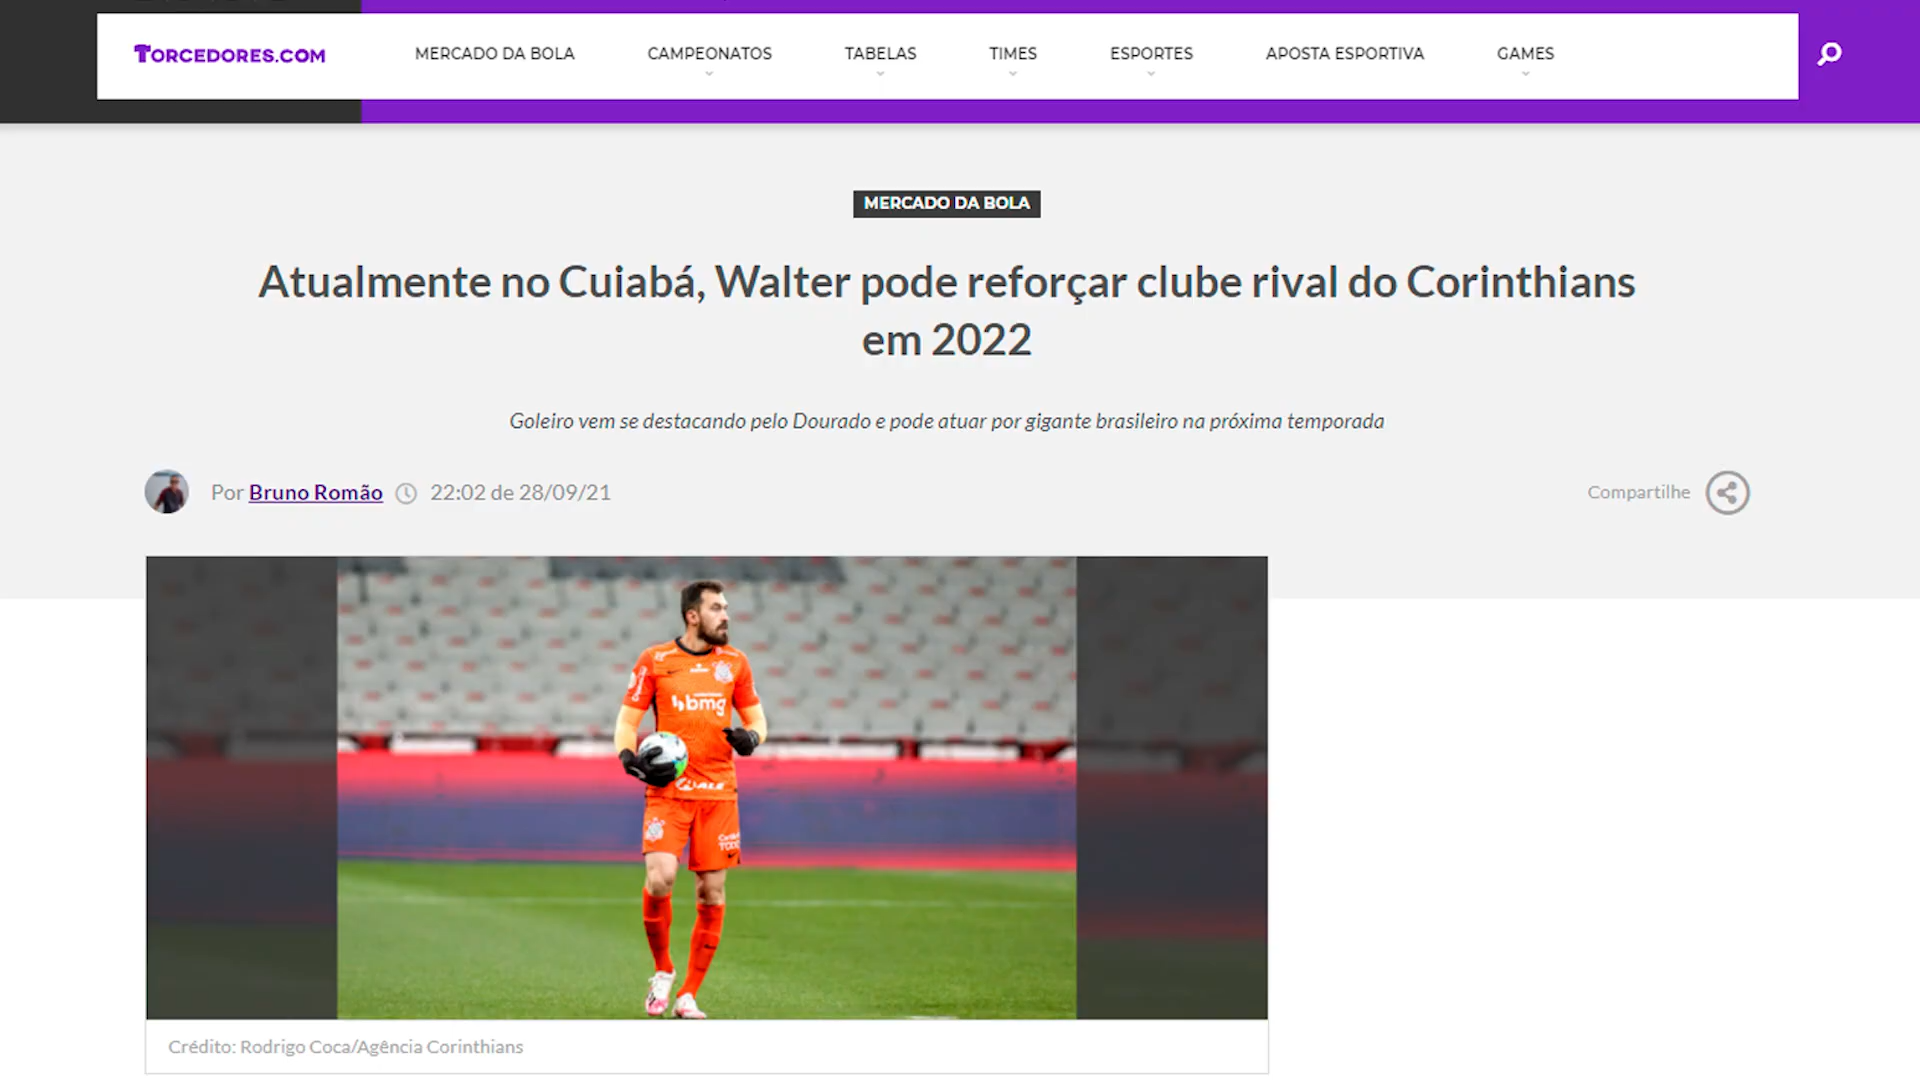 TORCEDORES.COM
MERCADO DA BOLA
CAMPEONATOS
TABELAS
TIMES
ESPORTES
APOSTA ESPORTIVA
GAMES
MERCADO DA BOLA
Atualmente no Cuiabá, Walter pode reforçar clube rival do Corinthians
em 2022
Goleiro vem se destacando pelo Dourado e pode atuar por gigante brasileiro na próxima temporada
Por Bruno Romão 22:02 de 28/09/21
Compartilhe
bmg
ALE
TODO
Crédito: Rodrigo Coca/Agência Corinthians